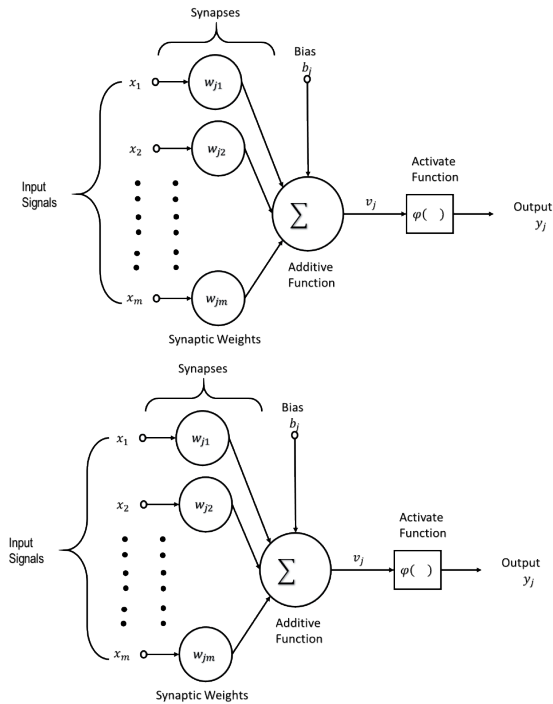 Synapses
Bias
b_j
x_1
w_j1
x_2
w_j2
Activate
Function
Input
Signals
∑
v_j
φ( )
Output
y_j
Additive
Function
x_m
w_jm
Synaptic Weights
Synapses
Bias
b_j
x_1
w_j1
x_2
w_j2
Activate
Function
Input
Signals
∑
v_j
φ( )
Output
y_j
Additive
Function
x_m
w_jm
Synaptic Weights